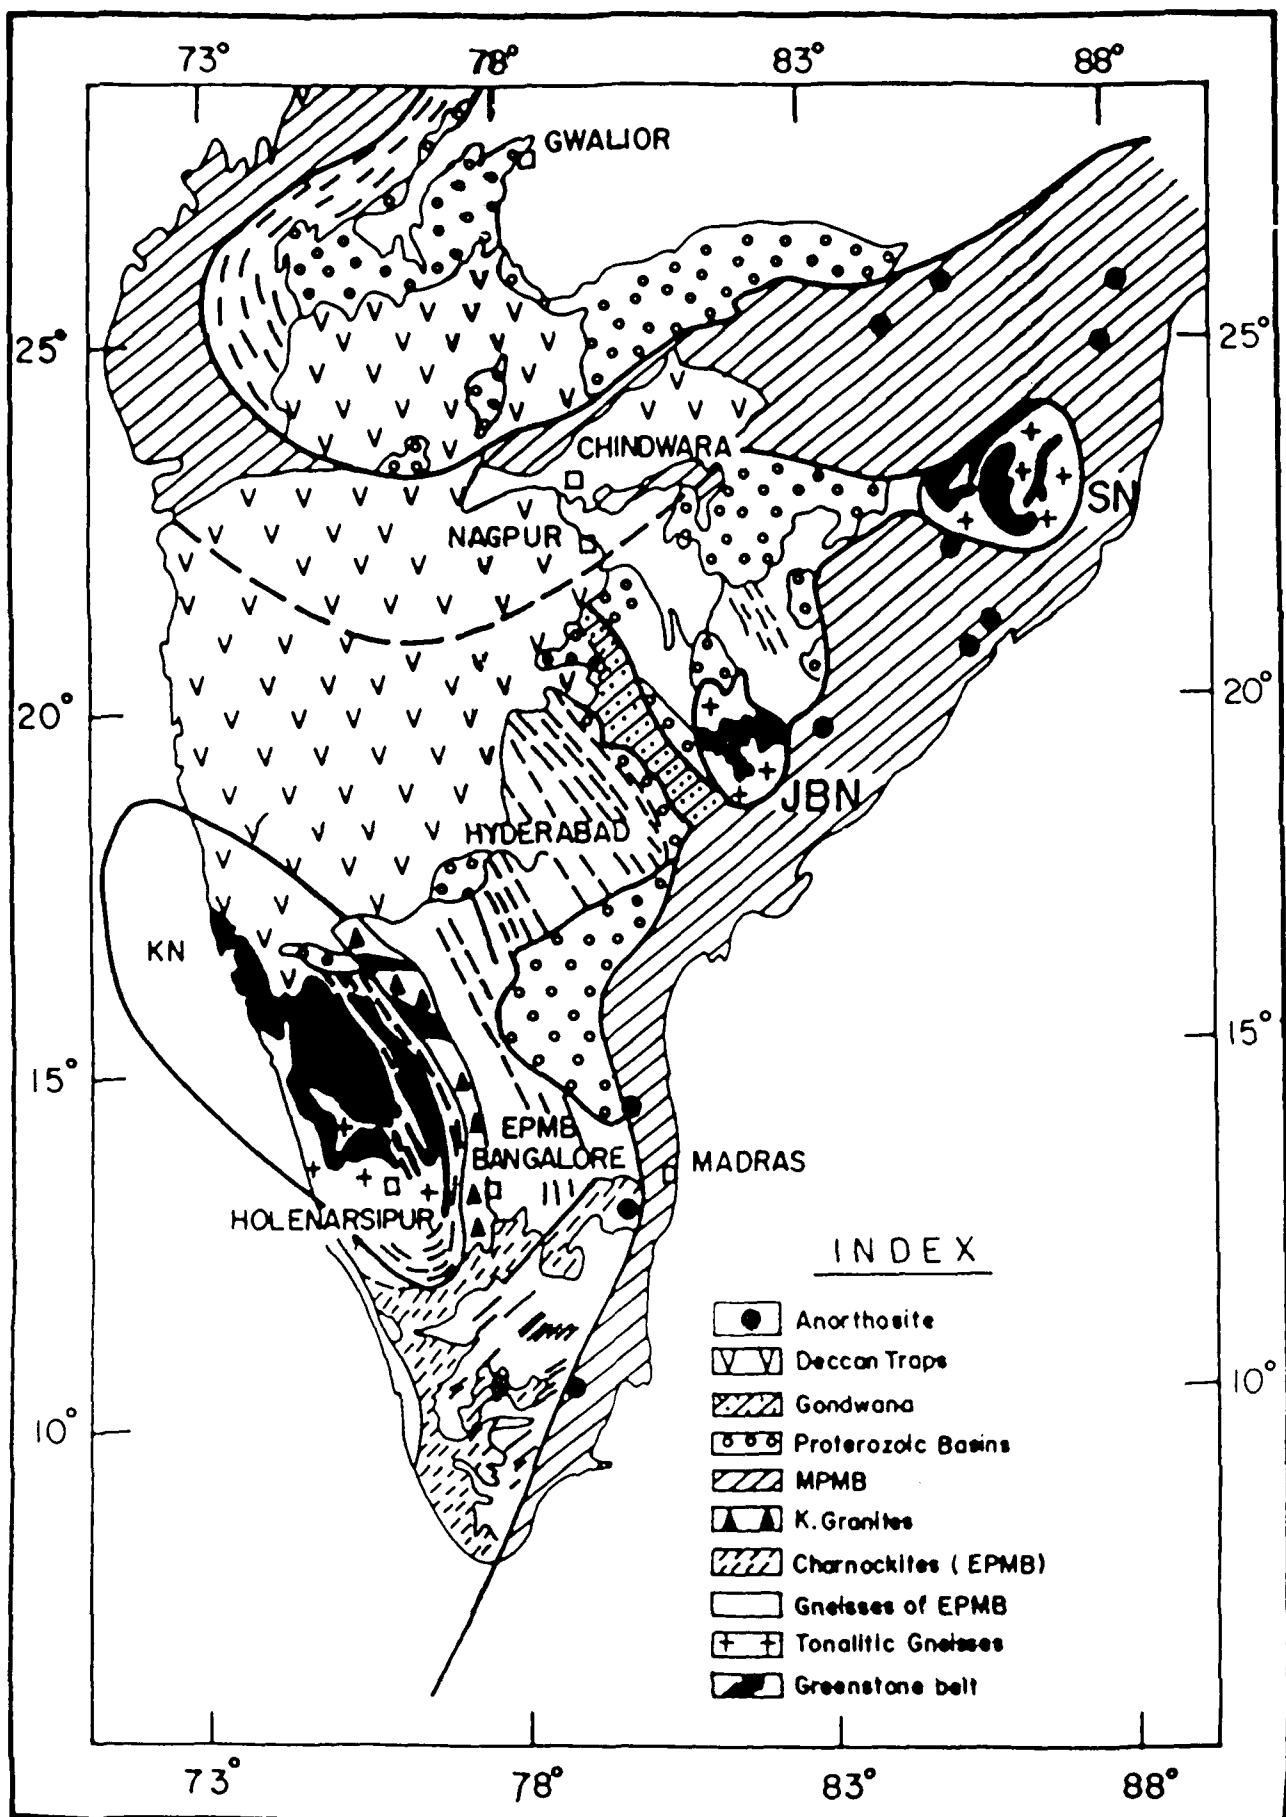 73° 78° 83° 88°
GWALIOR
25° 25°
CHINDWARA
SN
NAGPUR
20° 20°
JBN
HYDERABAD
KN
15° 15°
EPMB
BANGALORE MADRAS
HOLENARSIPUR
INDEX
Anorthosite
Deccan Traps
Gondwana
Proterozoic Basins
MPMB
K. Granites
Charnockites ( EPMB)
Gneisses of EPMB
Tonalitic Gneisses
Greenstone belt
10° 10°
73° 78° 83° 88°